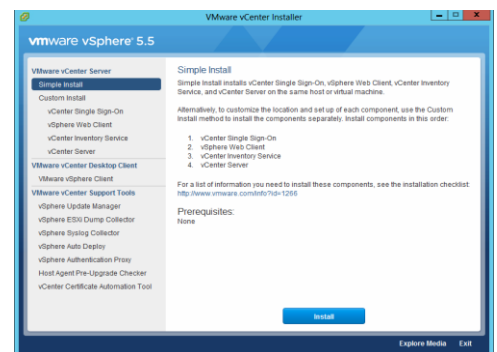 VMware vCenter Installer
vmware vSphere 5.5
VMware vCenter Server
Simple Install
Custom Install
vCenter Single Sign-On
vSphere Web Client
vCenter Inventory Service
vCenter Server
VMware vCenter Desktop Client
VMware vSphere Client
VMware vCenter Support Tools
vSphere Update Manager
vSphere ESXi Dump Collector
vSphere Syslog Collector
vSphere Auto Deploy
vSphere Authentication Proxy
Host Agent Pre-Upgrade Checker
vCenter Certificate Automation Tool
Simple Install
Simple Install installs vCenter Single Sign-On, vSphere Web Client, vCenter Inventory
Service, and vCenter Server on the same host or virtual machine.
Alternatively, to customize the location and set up of each component, use the Custom
Install method to install the components separately. Install components in this order:
1. vCenter Single Sign-On
2. vSphere Web Client
3. vCenter Inventory Service
4. vCenter Server
For a list of information you need to install these components, see the installation checklist:
http://www.vmware.com/info?id=1266
Prerequisites:
None
Install
Explore Media Exit